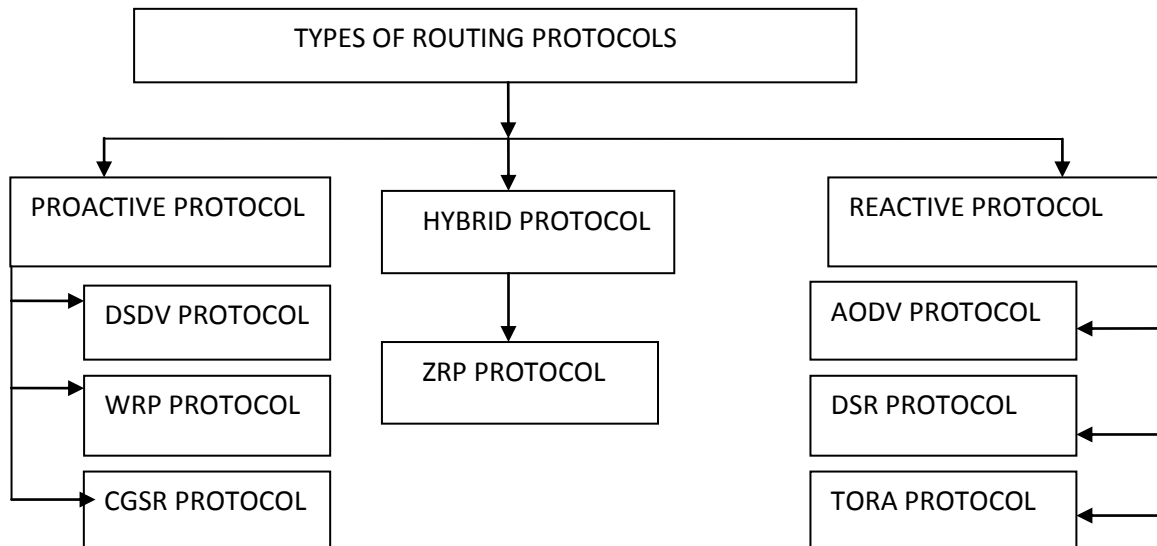 TYPES OF ROUTING PROTOCOLS
PROACTIVE PROTOCOL
HYBRID PROTOCOL
REACTIVE PROTOCOL
DSDV PROTOCOL
WRP PROTOCOL
CGSR PROTOCOL
ZRP PROTOCOL
AODV PROTOCOL
DSR PROTOCOL
TORA PROTOCOL